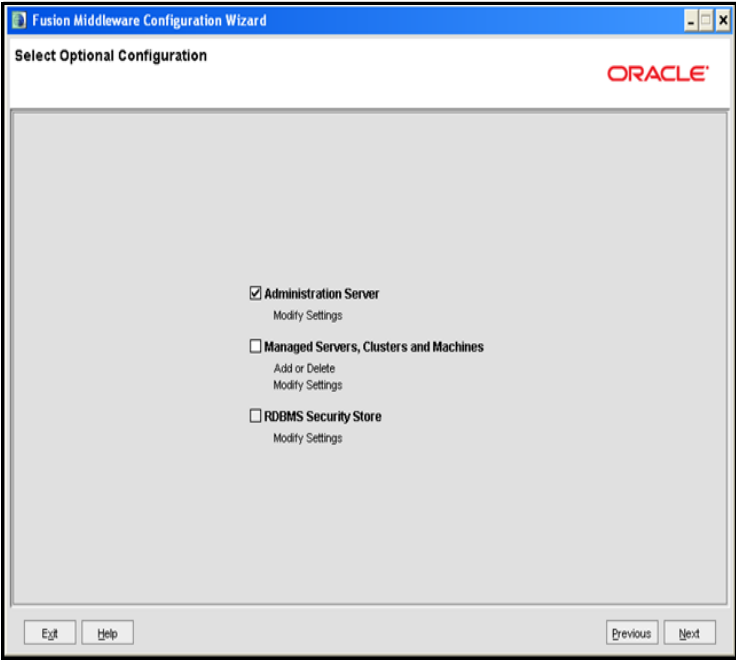 Fusion Middleware Configuration Wizard
Select Optional Configuration
ORACLE
Administration Server
Modify Settings
Managed Servers, Clusters and Machines
Add or Delete
Modify Settings
RDBMS Security Store
Modify Settings
Exit Help Previous Next